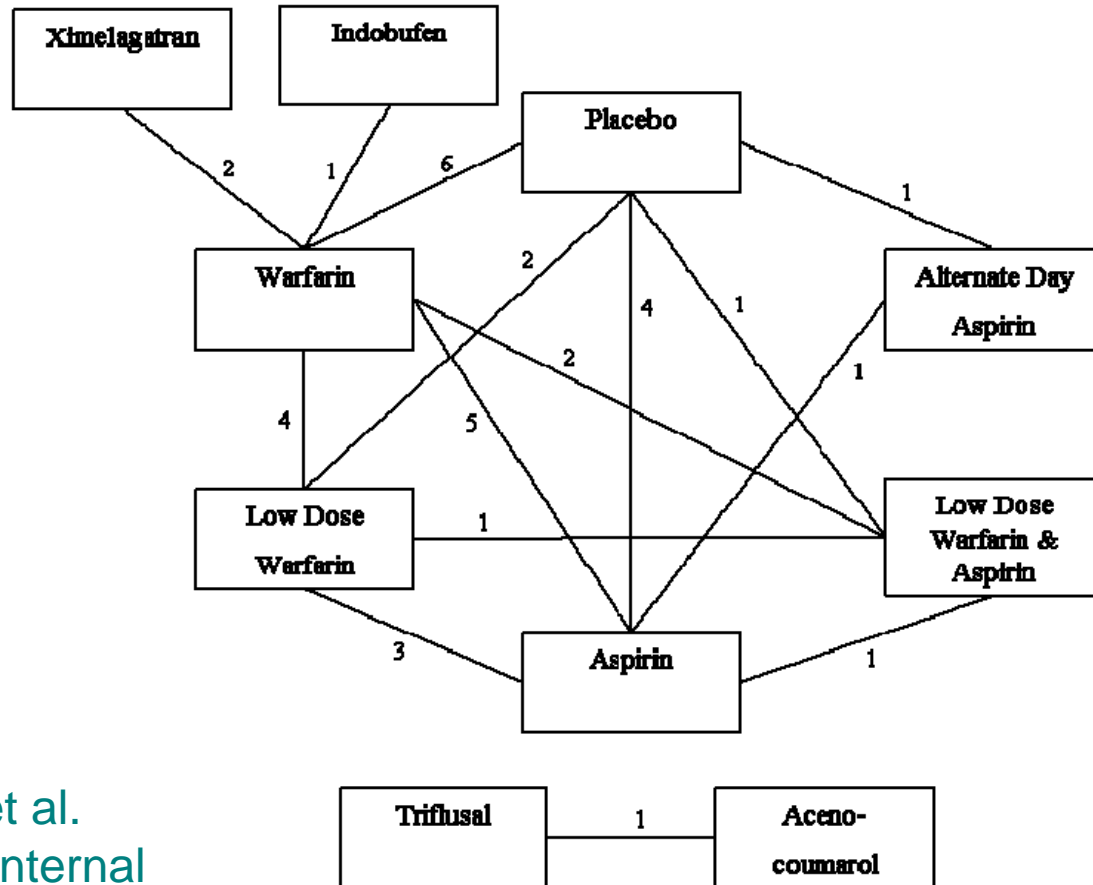 Ximelagatran
Indobufen
Placebo
2
1
6
1
Warfarin
2
Alternate Day
Aspirin
4
1
2
1
4
5
Low Dose
Warfarin
1
Low Dose
Warfarin &
Aspirin
3
Aspirin
1
et al.
nternal
Triflusal
1
Aceno-
coumarol